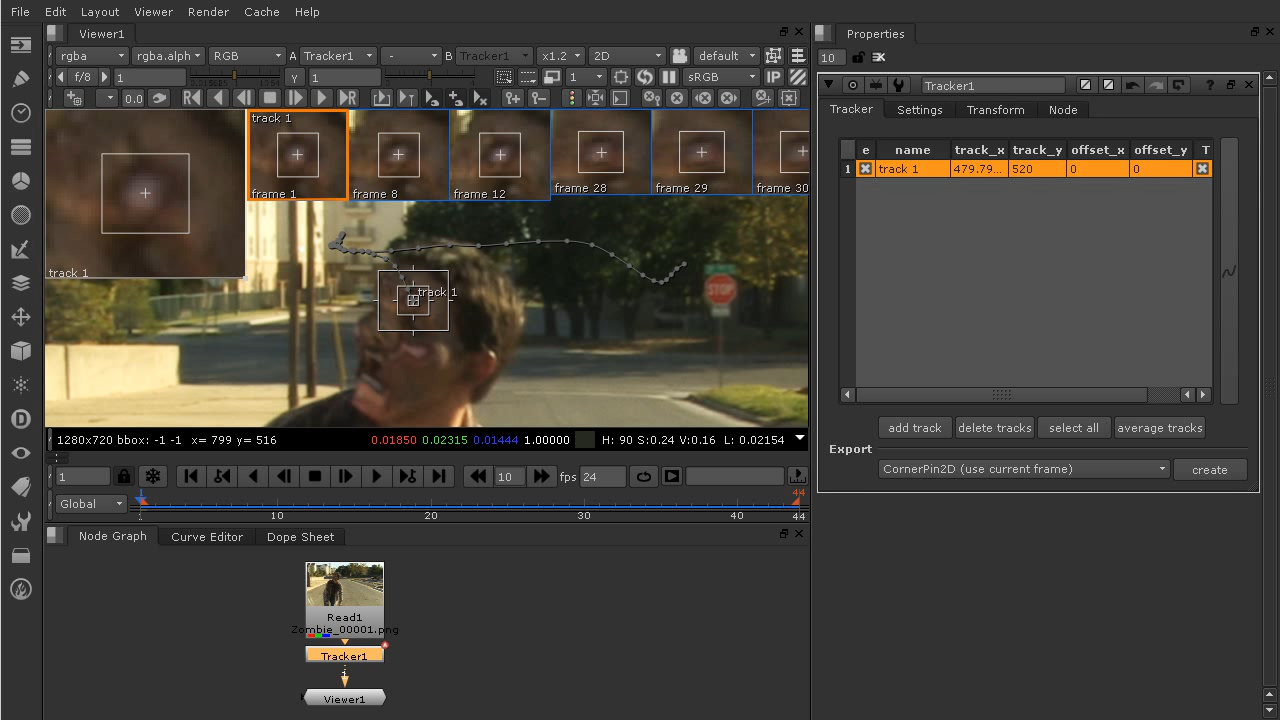 File Edit Layout Viewer Render Cache Help
Viewer1
Properties
rgba rgba.alph RGB A Tracker1 - B Tracker1 x1.2 2D default
f/8 1 Y 1 1 sRGB IP
0.0
10
Tracker1
Tracker Settings Transform Node
e name track_x track_y offset_x offset_y T
1 track 1 479.79... 520 0 0
track 1
frame 1 frame 8 frame 12 frame 28 frame 29 frame 30
track 1
track 1
STOP
add track delete tracks select all average tracks
Export
CornerPin2D (use current frame) create
1280x720 bbox: -1 -1 x= 799 y= 516 0.01850 0.02315 0.01444 1.00000 H: 90 S:0.24 V:0.16 L: 0.02154
1 10 fps 24
Global 1 44
1 10 20 30 40 44
Node Graph Curve Editor Dope Sheet
Read1
Zombie_00001.png
Tracker1
Viewer1